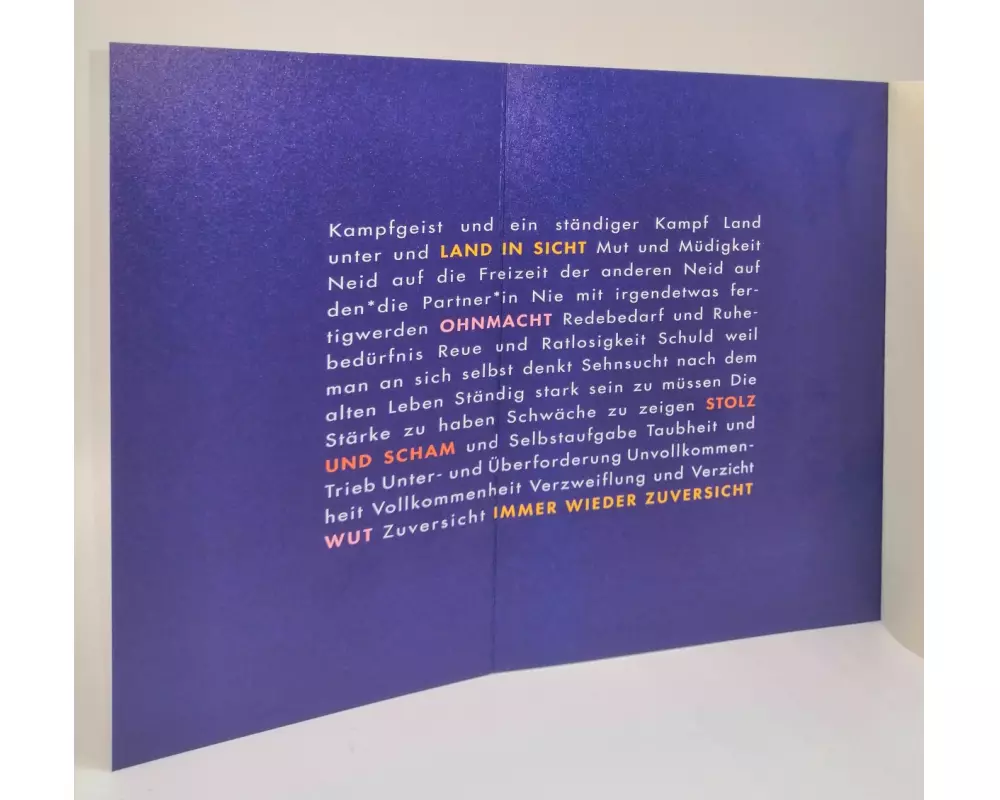 Kampfgeist und ein ständiger Kampf Land
unter und LAND IN SICHT Mut und Müdigkeit
Neid auf die Freizeit der anderen Neid auf
den*die Partner*in Nie mit irgendetwas fer-
tigwerden OHNMACHT Redebedarf und Ruhe-
bedürfnis Reue und Ratlosigkeit Schuld weil
man an sich selbst denkt Sehnsucht nach dem
alten Leben Ständig stark sein zu müssen Die
Stärke zu haben Schwäche zu zeigen STOLZ
UND SCHAM und Selbstaufgabe Taubheit und
Trieb Unter- und Überforderung Unvollkommen-
heit Vollkommenheit Verzweiflung und Verzicht
WUT Zuversicht IMMER WIEDER ZUVERSICHT